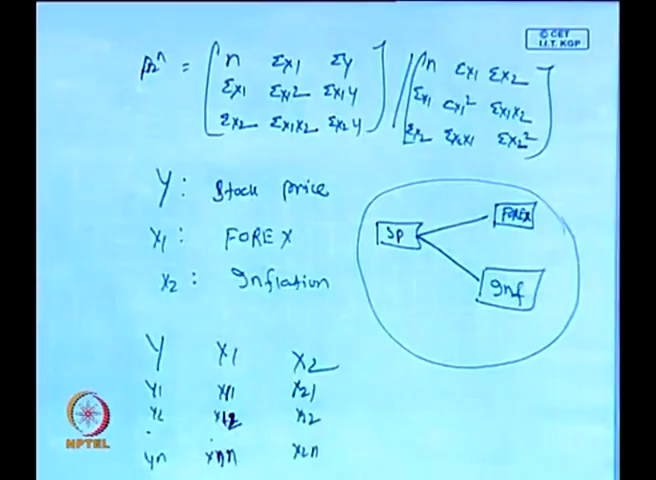 © CET
I.I.T. KGP
= [ n Σx1 Σy ] / [ n Σx1 Σx2 ]
Σx1 Σx12 Σx1y Σx1 Σx1² Σx1x2
Σx2 Σx1x2 Σx2y Σx2 Σx2x1 Σx2²
Y : Stock price
X1 : FOREX
X2 : Inflation
SP
FOREX
Inf
Y X1 X2
Y1 X11 X21
Y2 X12 X22
.
Yn X1n X2n
NPTEL